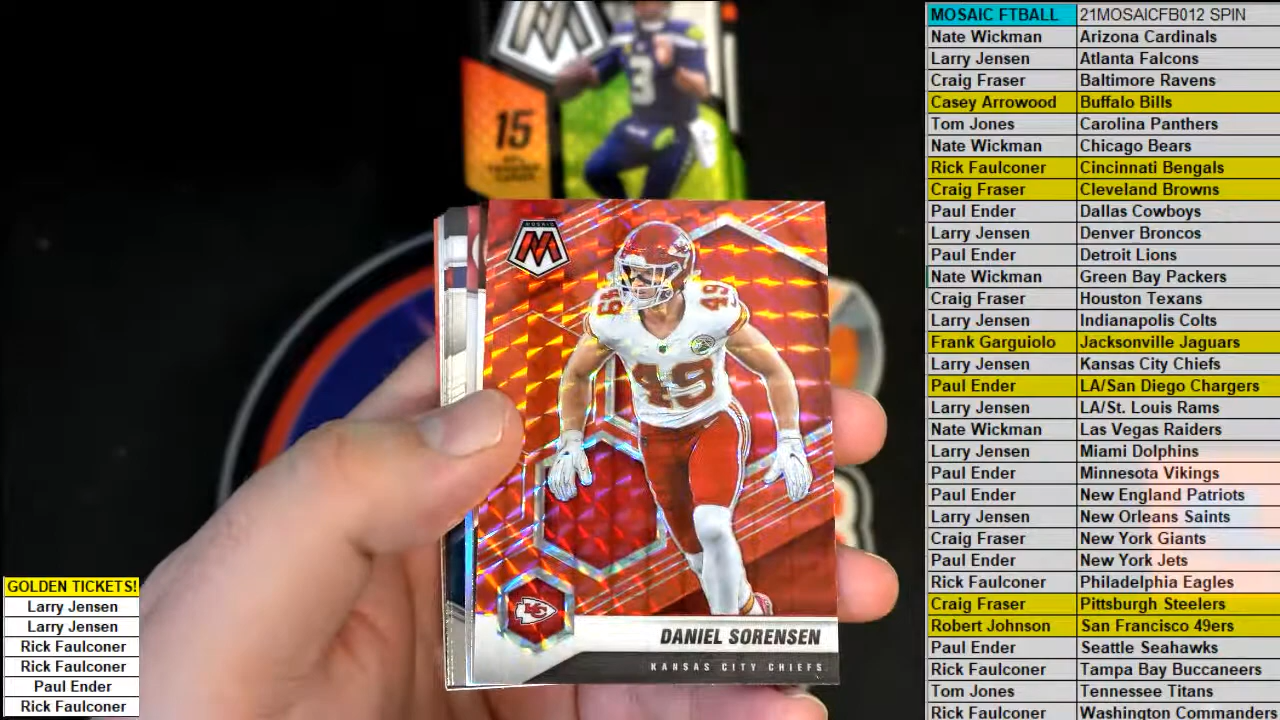 MOSAIC FTBALL 21MOSAICFB012 SPIN
Nate Wickman Arizona Cardinals
Larry Jensen Atlanta Falcons
Craig Fraser Baltimore Ravens
Casey Arrowood Buffalo Bills
Tom Jones Carolina Panthers
Nate Wickman Chicago Bears
Rick Faulconer Cincinnati Bengals
Craig Fraser Cleveland Browns
Paul Ender Dallas Cowboys
Larry Jensen Denver Broncos
Paul Ender Detroit Lions
Nate Wickman Green Bay Packers
Craig Fraser Houston Texans
Larry Jensen Indianapolis Colts
Frank Garguiolo Jacksonville Jaguars
Larry Jensen Kansas City Chiefs
Paul Ender LA/San Diego Chargers
Larry Jensen LA/St. Louis Rams
Nate Wickman Las Vegas Raiders
Larry Jensen Miami Dolphins
Paul Ender Minnesota Vikings
Paul Ender New England Patriots
Larry Jensen New Orleans Saints
Craig Fraser New York Giants
Paul Ender New York Jets
Rick Faulconer Philadelphia Eagles
Craig Fraser Pittsburgh Steelers
Robert Johnson San Francisco 49ers
Paul Ender Seattle Seahawks
Rick Faulconer Tampa Bay Buccaneers
Tom Jones Tennessee Titans
Rick Faulconer Washington Commanders
3
15
MOSAIC
M
49
49
49
KC
DANIEL SORENSEN
KANSAS CITY CHIEFS
GOLDEN TICKETS!
Larry Jensen
Larry Jensen
Rick Faulconer
Rick Faulconer
Paul Ender
Rick Faulconer